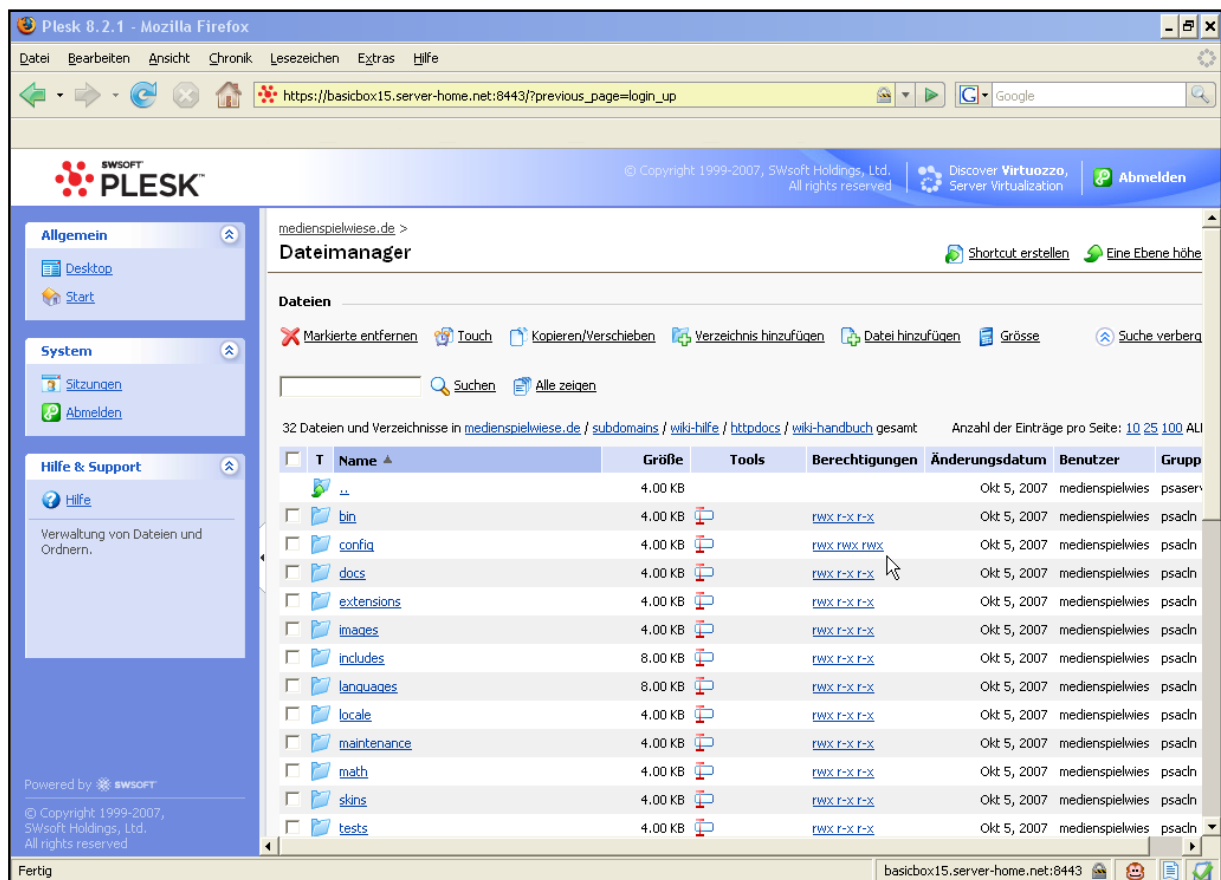 Plesk 8.2.1 - Mozilla Firefox
Datei Bearbeiten Ansicht Chronik Lesezeichen Extras Hilfe
https://basicbox15.server-home.net:8443/?previous_page=login_up
G Google
SWSOFT
PLESK™
© Copyright 1999-2007, SWsoft Holdings, Ltd.
All rights reserved
Discover Virtuozzo,
Server Virtualization
Abmelden
Allgemein
Desktop
Start
System
Sitzungen
Abmelden
Hilfe & Support
Hilfe
Verwaltung von Dateien und
Ordnern.
Powered by SWSOFT
© Copyright 1999-2007,
SWsoft Holdings, Ltd.
All rights reserved
medienspielwiese.de >
Dateimanager
Shortcut erstellen Eine Ebene höhe
Dateien
Markierte entfernen Touch Kopieren/Verschieben Verzeichnis hinzufügen Datei hinzufügen Grösse Suche verberg
Suchen Alle zeigen
32 Dateien und Verzeichnisse in medienspielwiese.de / subdomains / wiki-hilfe / httpdocs / wiki-handbuch gesamt Anzahl der Einträge pro Seite: 10 25 100 ALL
T Name Größe Tools Berechtigungen Änderungsdatum Benutzer Grupp
.. 4.00 KB Okt 5, 2007 medienspielwies psaserv
bin 4.00 KB rwx r-x r-x Okt 5, 2007 medienspielwies psacln
config 4.00 KB rwx rwx rwx Okt 5, 2007 medienspielwies psacln
docs 4.00 KB rwx r-x r-x Okt 5, 2007 medienspielwies psacln
extensions 4.00 KB rwx r-x r-x Okt 5, 2007 medienspielwies psacln
images 4.00 KB rwx r-x r-x Okt 5, 2007 medienspielwies psacln
includes 8.00 KB rwx r-x r-x Okt 5, 2007 medienspielwies psacln
languages 8.00 KB rwx r-x r-x Okt 5, 2007 medienspielwies psacln
locale 4.00 KB rwx r-x r-x Okt 5, 2007 medienspielwies psacln
maintenance 4.00 KB rwx r-x r-x Okt 5, 2007 medienspielwies psacln
math 4.00 KB rwx r-x r-x Okt 5, 2007 medienspielwies psacln
skins 4.00 KB rwx r-x r-x Okt 5, 2007 medienspielwies psacln
tests 4.00 KB rwx r-x r-x Okt 5, 2007 medienspielwies psacln
Fertig
basicbox15.server-home.net:8443